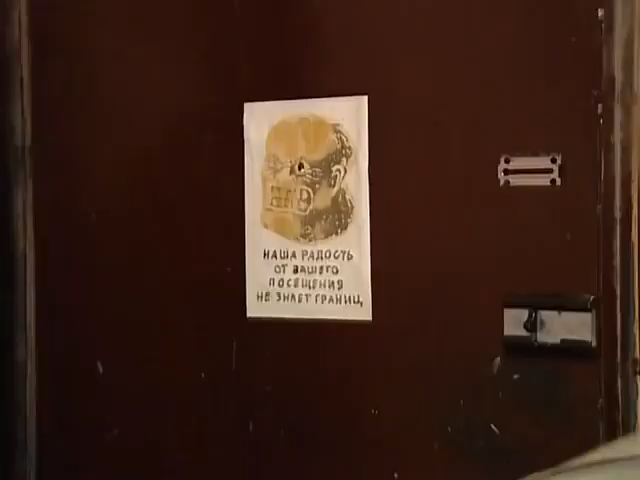 НАША РАДОСТЬ
ОТ ВАШЕГО
ПОСЕЩЕНИЯ
НЕ ЗНАЕТ ГРАНИЦ